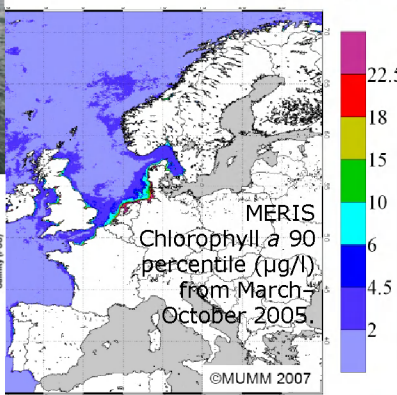 MERIS
Chlorophyll a 90
percentile (µg/l)
from March–
October 2005.
©MUMM 2007
22.5
18
15
10
6
4.5
2